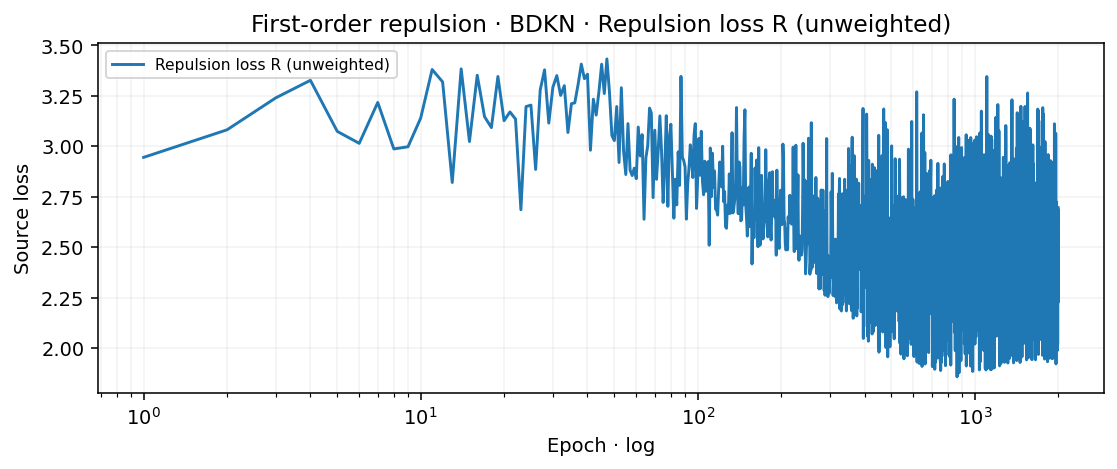 First-order repulsion · BDKN · Repulsion loss R (unweighted)
Repulsion loss R (unweighted)
Source loss
3.50
3.25
3.00
2.75
2.50
2.25
2.00
10⁰ 10¹ 10² 10³
Epoch · log